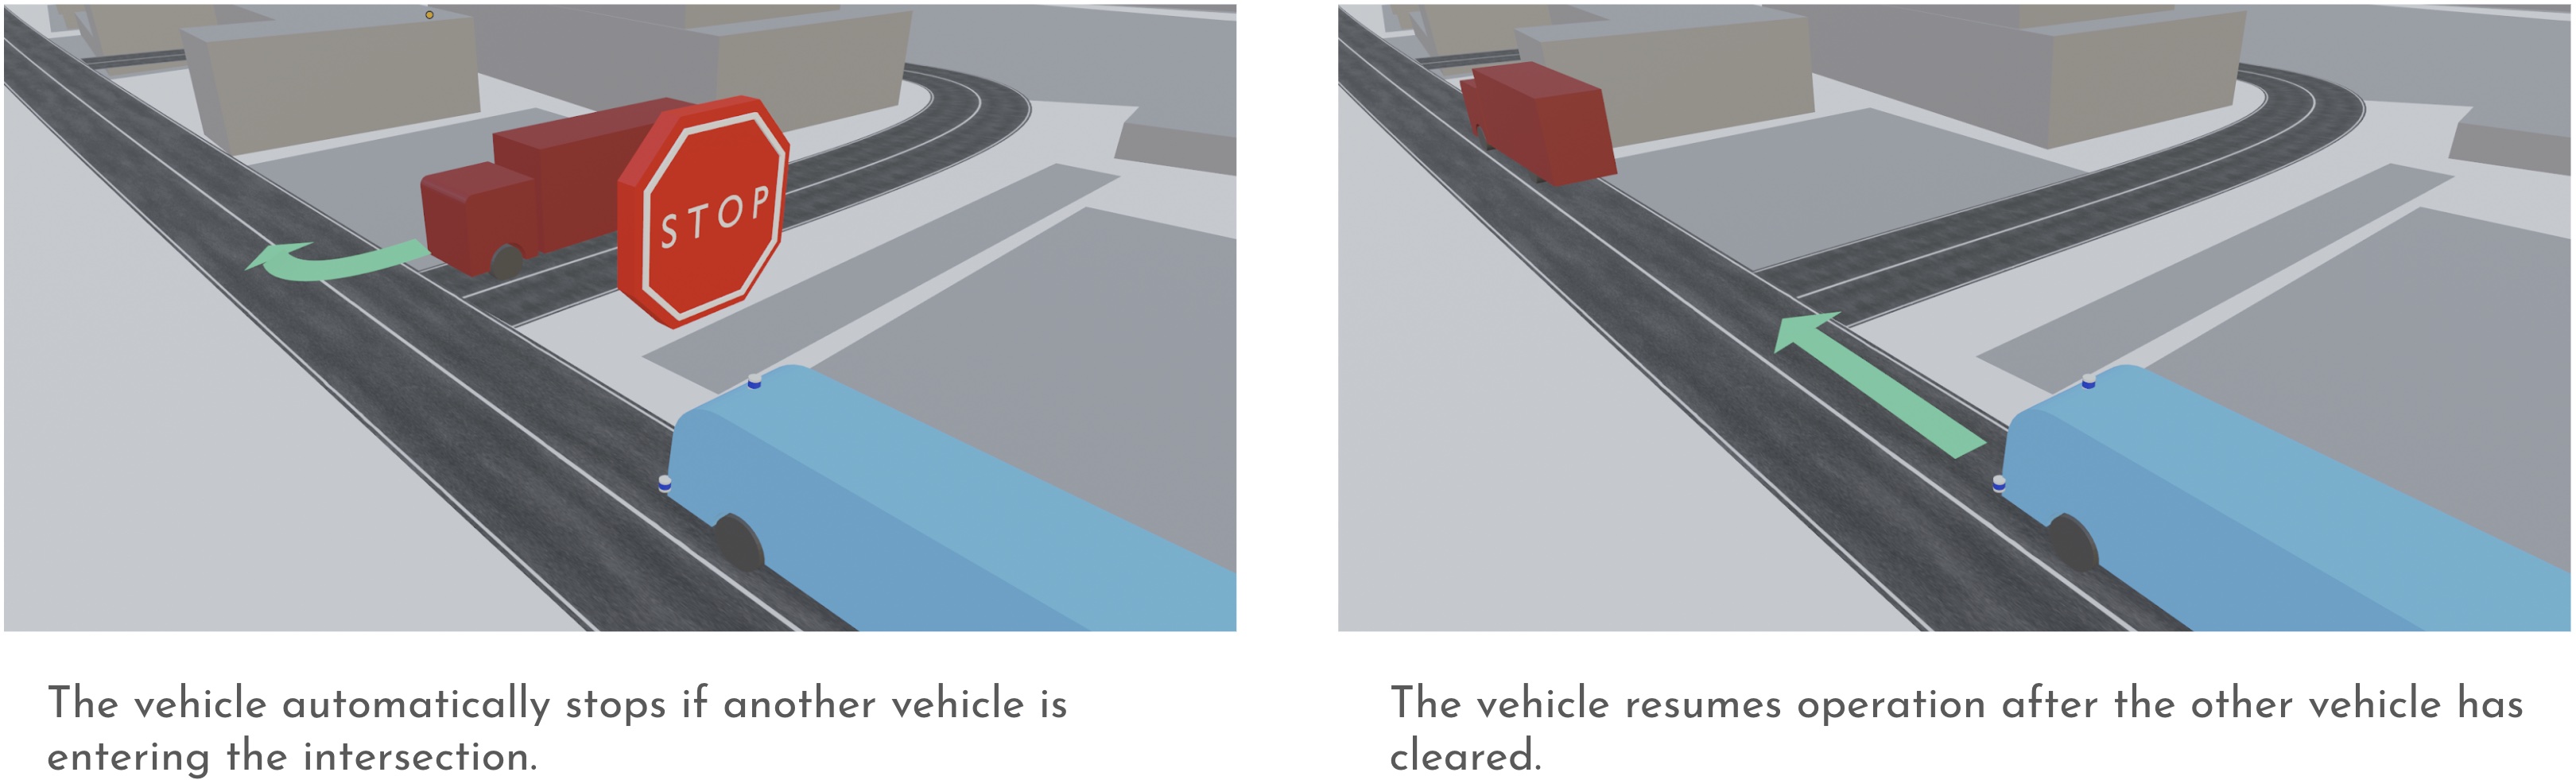 STOP
The vehicle automatically stops if another vehicle is
entering the intersection.
The vehicle resumes operation after the other vehicle has
cleared.